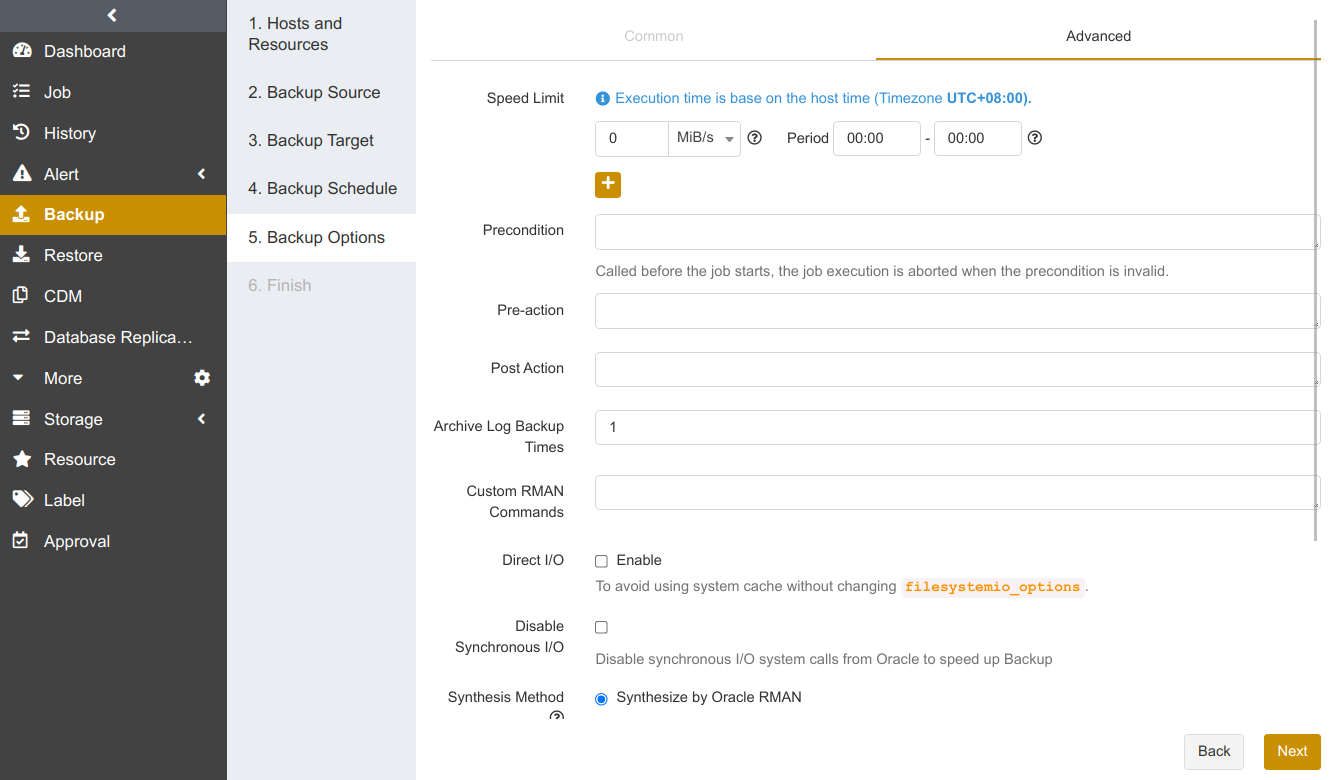 Dashboard
Job
History
Alert
Backup
Restore
CDM
Database Replica…
More
Storage
Resource
Label
Approval
1. Hosts and
Resources
2. Backup Source
3. Backup Target
4. Backup Schedule
5. Backup Options
6. Finish
Common
Advanced
Speed Limit
Execution time is base on the host time (Timezone UTC+08:00).
0 MiB/s Period 00:00 - 00:00
Precondition
Called before the job starts, the job execution is aborted when the precondition is invalid.
Pre-action
Post Action
Archive Log Backup
Times
1
Custom RMAN
Commands
Direct I/O
Enable
To avoid using system cache without changing filesystemio_options.
Disable
Synchronous I/O
Disable synchronous I/O system calls from Oracle to speed up Backup
Synthesis Method
Synthesize by Oracle RMAN
Back
Next